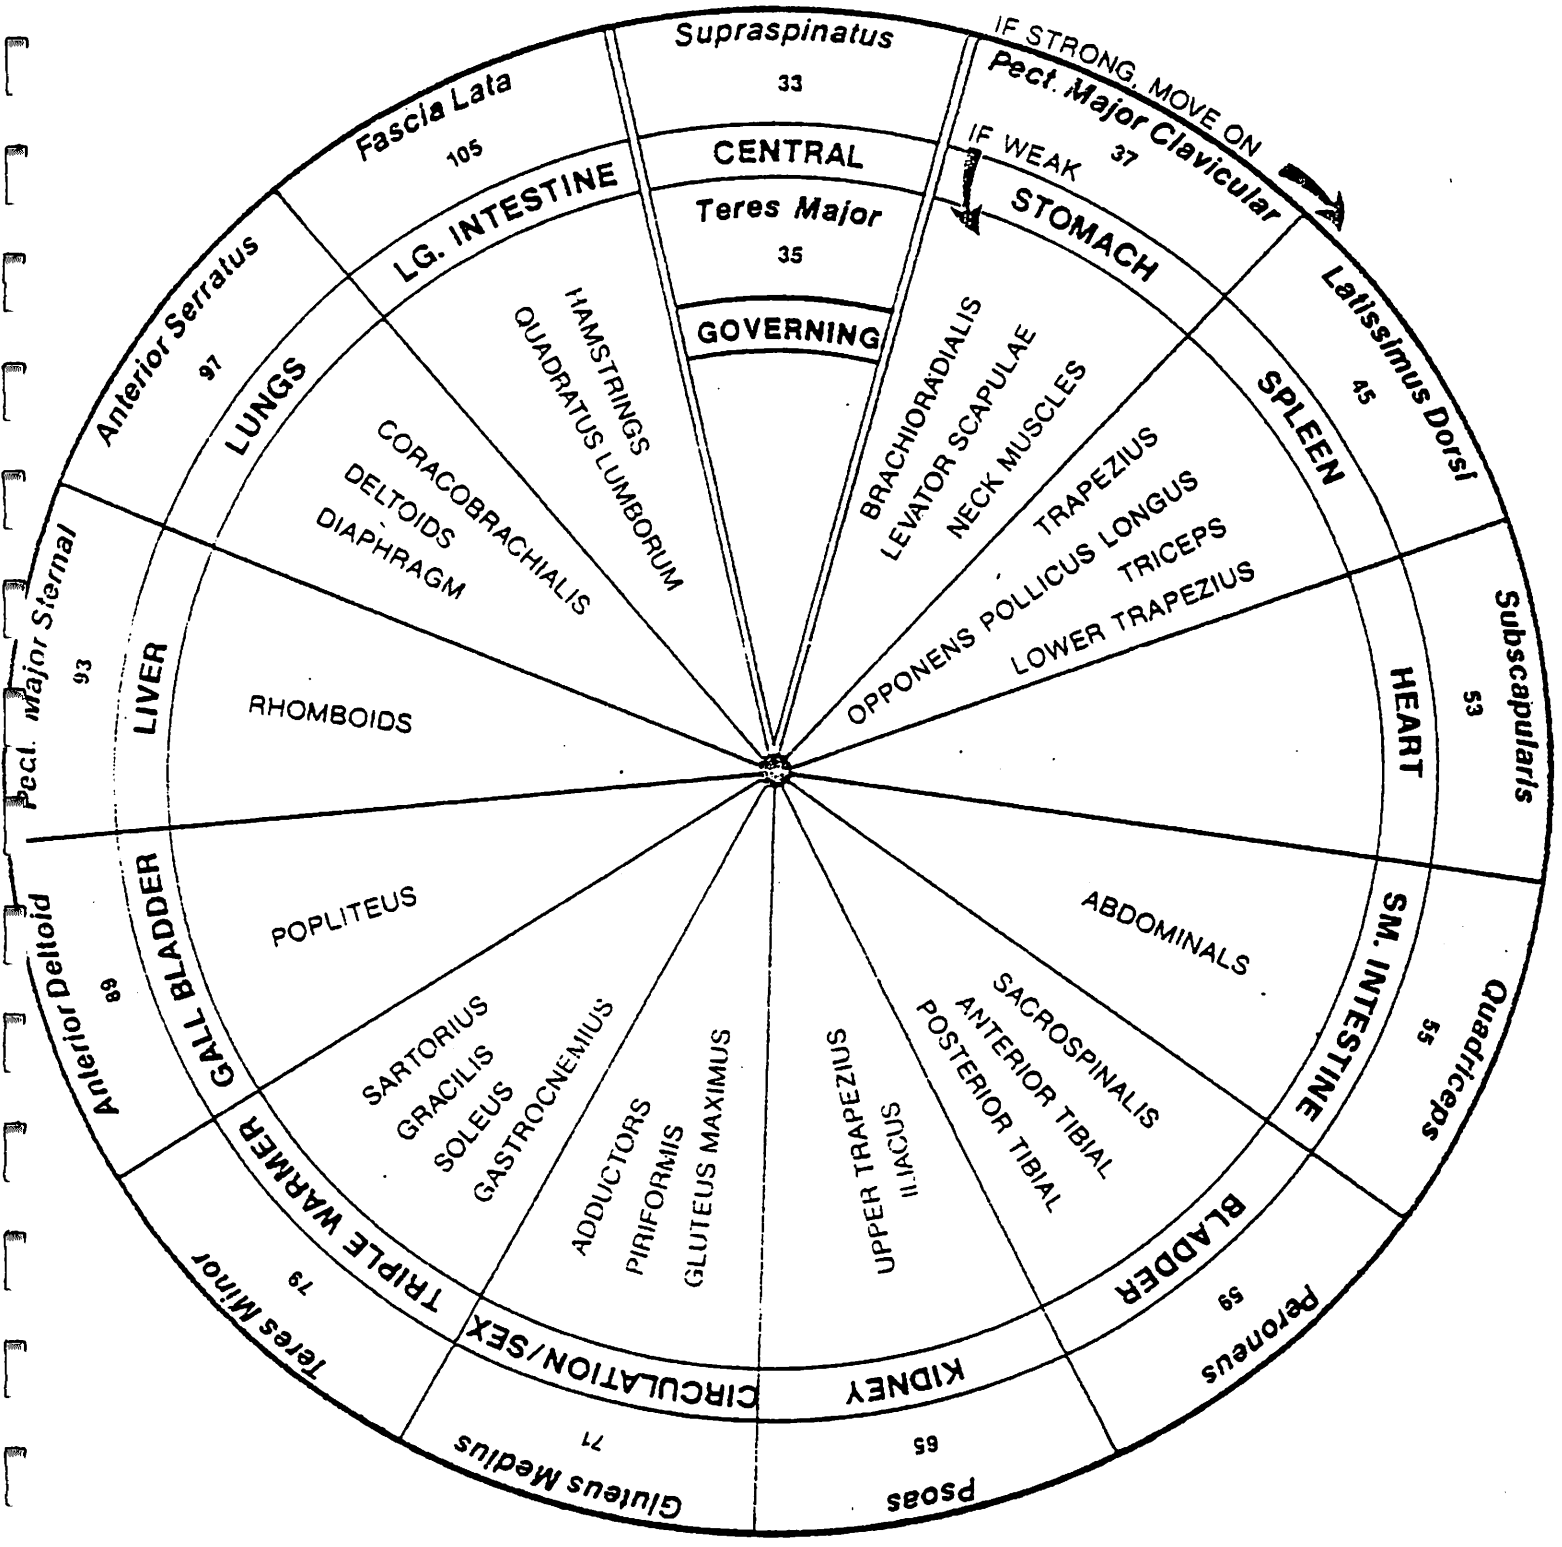 Supraspinatus
33
CENTRAL
Teres Major
35
GOVERNING
IF STRONG, MOVE ON
Pect. Major Clavicular
37
IF WEAK
STOMACH
BRACHIORADIALIS
LEVATOR SCAPULAE
NECK MUSCLES
Latissimus Dorsi
45
SPLEEN
TRAPEZIUS
OPPONENS POLLICUS LONGUS
TRICEPS
LOWER TRAPEZIUS
Subscapularis
53
HEART
Quadriceps
55
SM. INTESTINE
ABDOMINALS
Peroneus
59
BLADDER
SACROSPINALIS
ANTERIOR TIBIAL
POSTERIOR TIBIAL
Psoas
65
KIDNEY
UPPER TRAPEZIUS
ILIACUS
Gluteus Medius
71
CIRCULATION/SEX
ADDUCTORS
PIRIFORMIS
GLUTEUS MAXIMUS
Teres Minor
79
TRIPLE WARMER
SARTORIUS
GRACILIS
SOLEUS
GASTROCNEMIUS
Anterior Deltoid
89
GALL BLADDER
POPLITEUS
Pect. Major Sternal
93
LIVER
RHOMBOIDS
Anterior Serratus
97
LUNGS
CORACOBRACHIALIS
DELTOIDS
DIAPHRAGM
Fascia Lata
105
LG. INTESTINE
HAMSTRINGS
QUADRATUS LUMBORUM